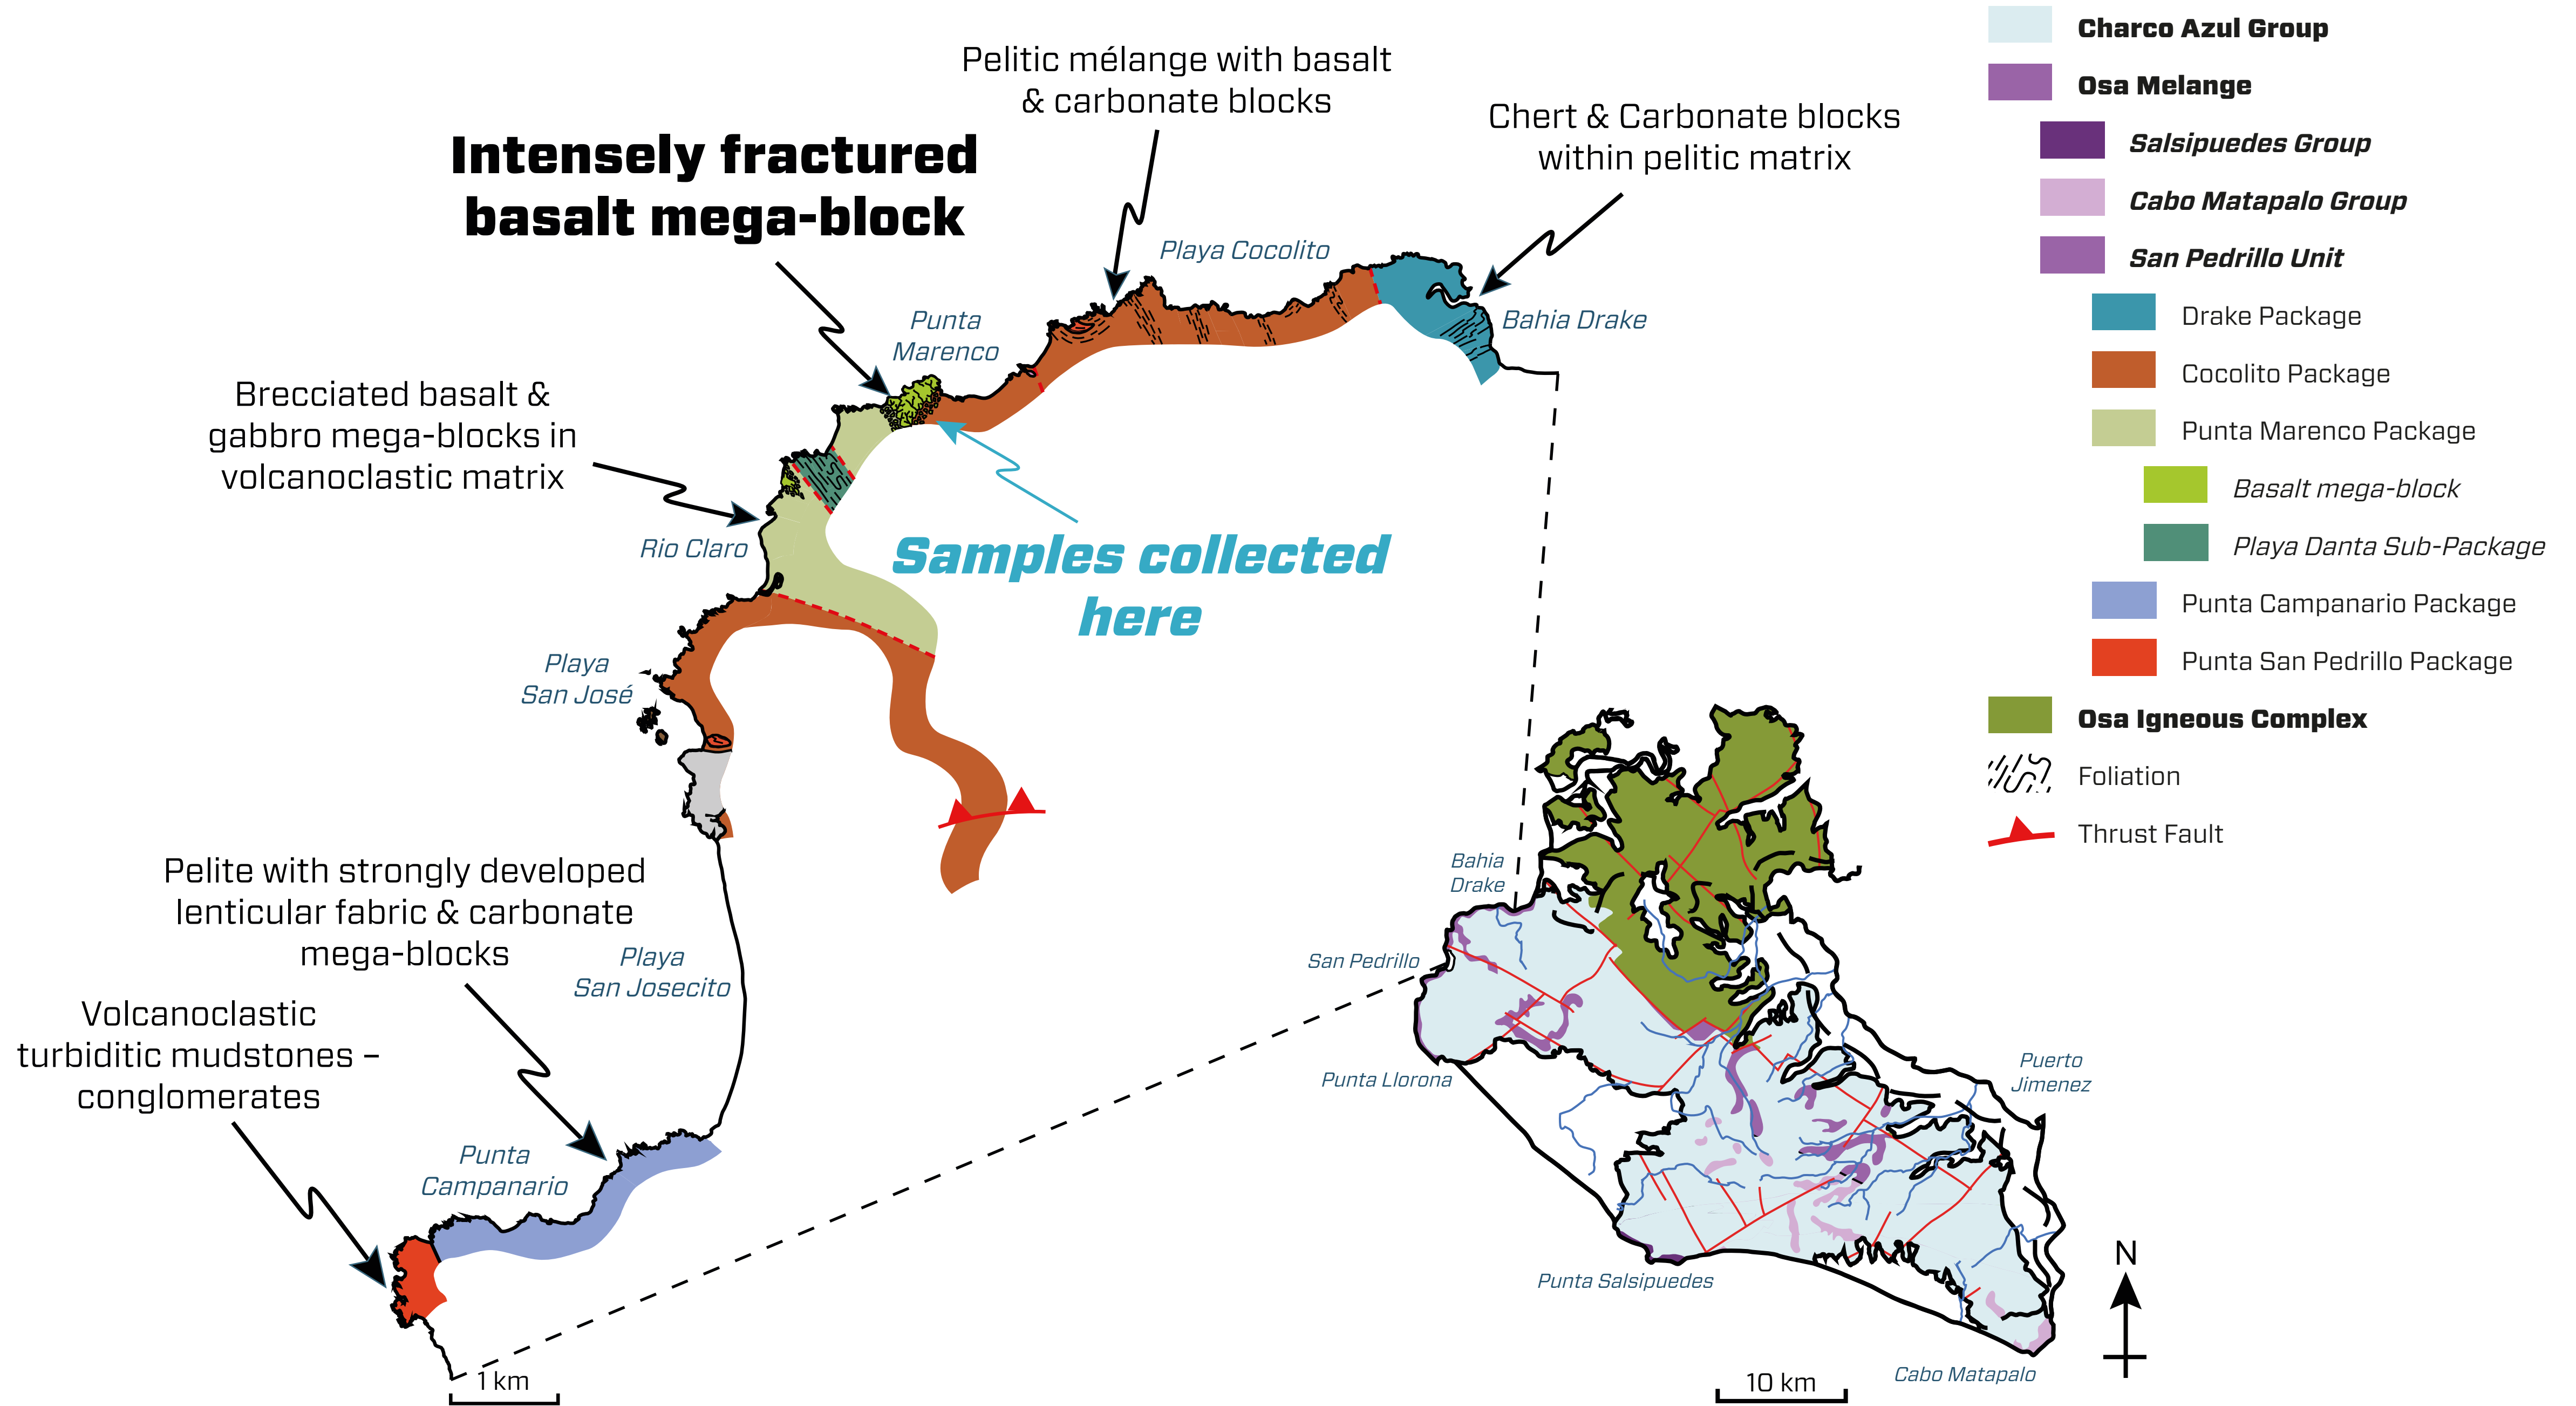 Pelitic mélange with basalt
& carbonate blocks
Chert & Carbonate blocks
within pelitic matrix
Intensely fractured
basalt mega-block
Playa Cocolito
Punta
Marenco
Bahia Drake
Brecciated basalt &
gabbro mega-blocks in
volcanoclastic matrix
Rio Claro
Samples collected
here
Playa
San José
Pelite with strongly developed
lenticular fabric & carbonate
mega-blocks
Playa
San Josecito
Volcanoclastic
turbiditic mudstones –
conglomerates
Punta
Campanario
1 km
Bahia
Drake
San Pedrillo
Punta Llorona
Puerto
Jimenez
Punta Salsipuedes
Cabo Matapalo
10 km
N
Charco Azul Group
Osa Melange
Salsipuedes Group
Cabo Matapalo Group
San Pedrillo Unit
Drake Package
Cocolito Package
Punta Marenco Package
Basalt mega-block
Playa Danta Sub-Package
Punta Campanario Package
Punta San Pedrillo Package
Osa Igneous Complex
Foliation
Thrust Fault